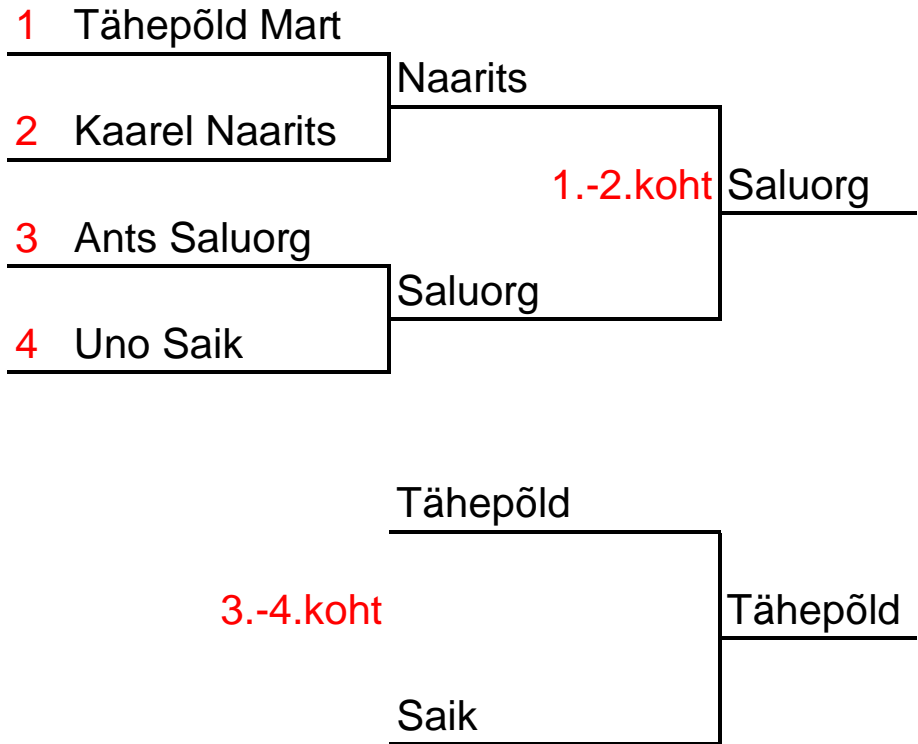 1 Tähepõld Mart
Naarits
2 Kaarel Naarits
1.-2.koht Saluorg
3 Ants Saluorg
Saluorg
4 Uno Saik
Tähepõld
3.-4.koht Tähepõld
Saik